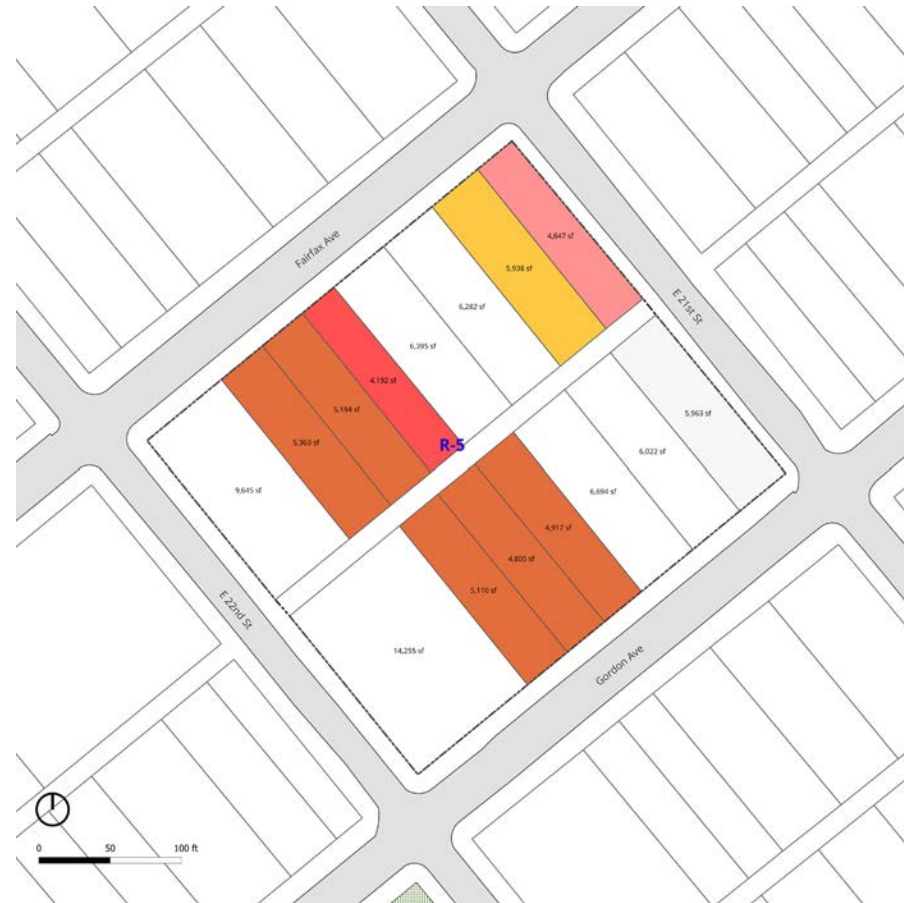 Fairfax Ave
E 21st St
4,647 sf
5,938 sf
6,282 sf
6,395 sf
4,192 sf
5,184 sf
5,363 sf
9,645 sf
R-5
5,963 sf
6,022 sf
6,694 sf
4,917 sf
4,805 sf
5,110 sf
14,255 sf
E 22nd St
Gordon Ave
0 50 100 ft